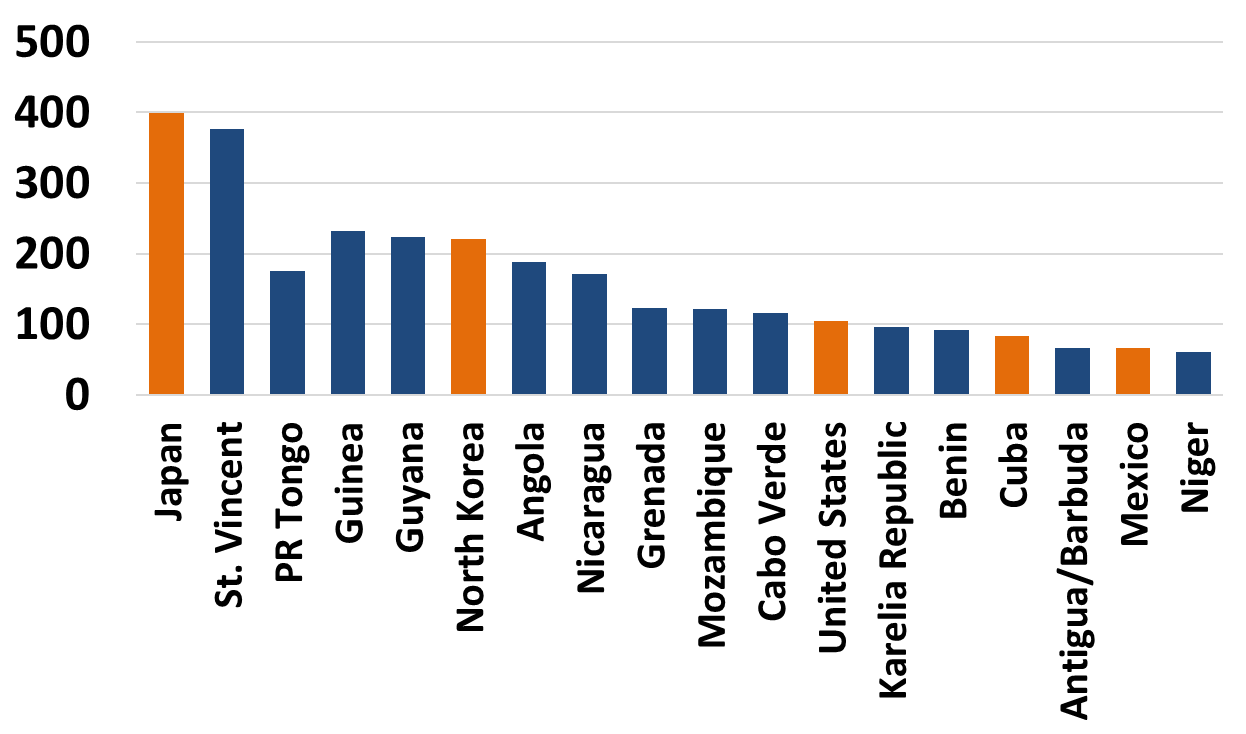 500
400
300
200
100
0
Japan
St. Vincent
PR Tongo
Guinea
Guyana
North Korea
Angola
Nicaragua
Grenada
Mozambique
Cabo Verde
United States
Karelia Republic
Benin
Cuba
Antigua/Barbuda
Mexico
Niger